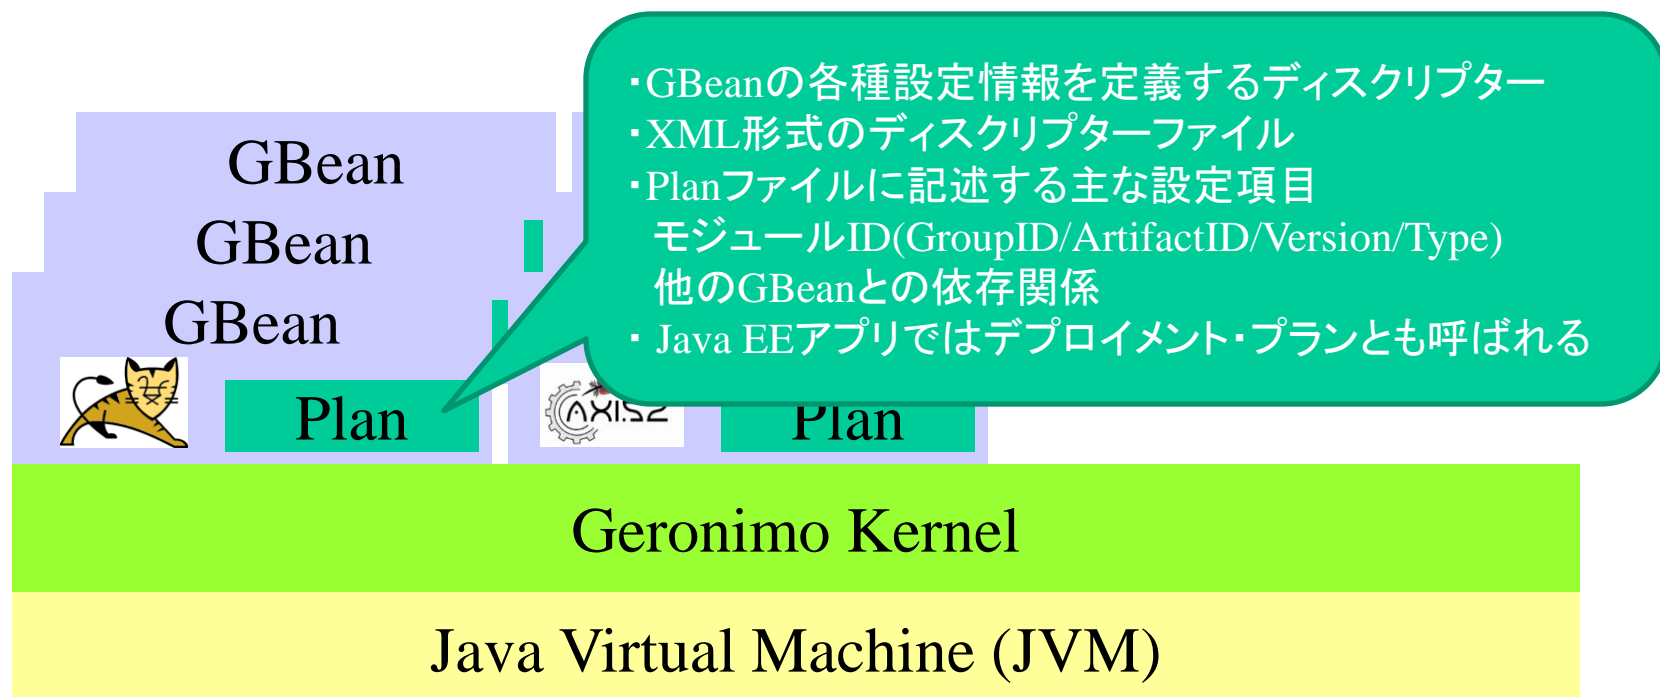 ・GBeanの各種設定情報を定義するディスクリプター
・XML形式のディスクリプターファイル
・Planファイルに記述する主な設定項目
モジュールID(GroupID/ArtifactID/Version/Type)
他のGBeanとの依存関係
・ Java EEアプリではデプロイメント・プランとも呼ばれる
GBean
GBean
GBean
Plan
AXIS2
Plan
Geronimo Kernel
Java Virtual Machine (JVM)